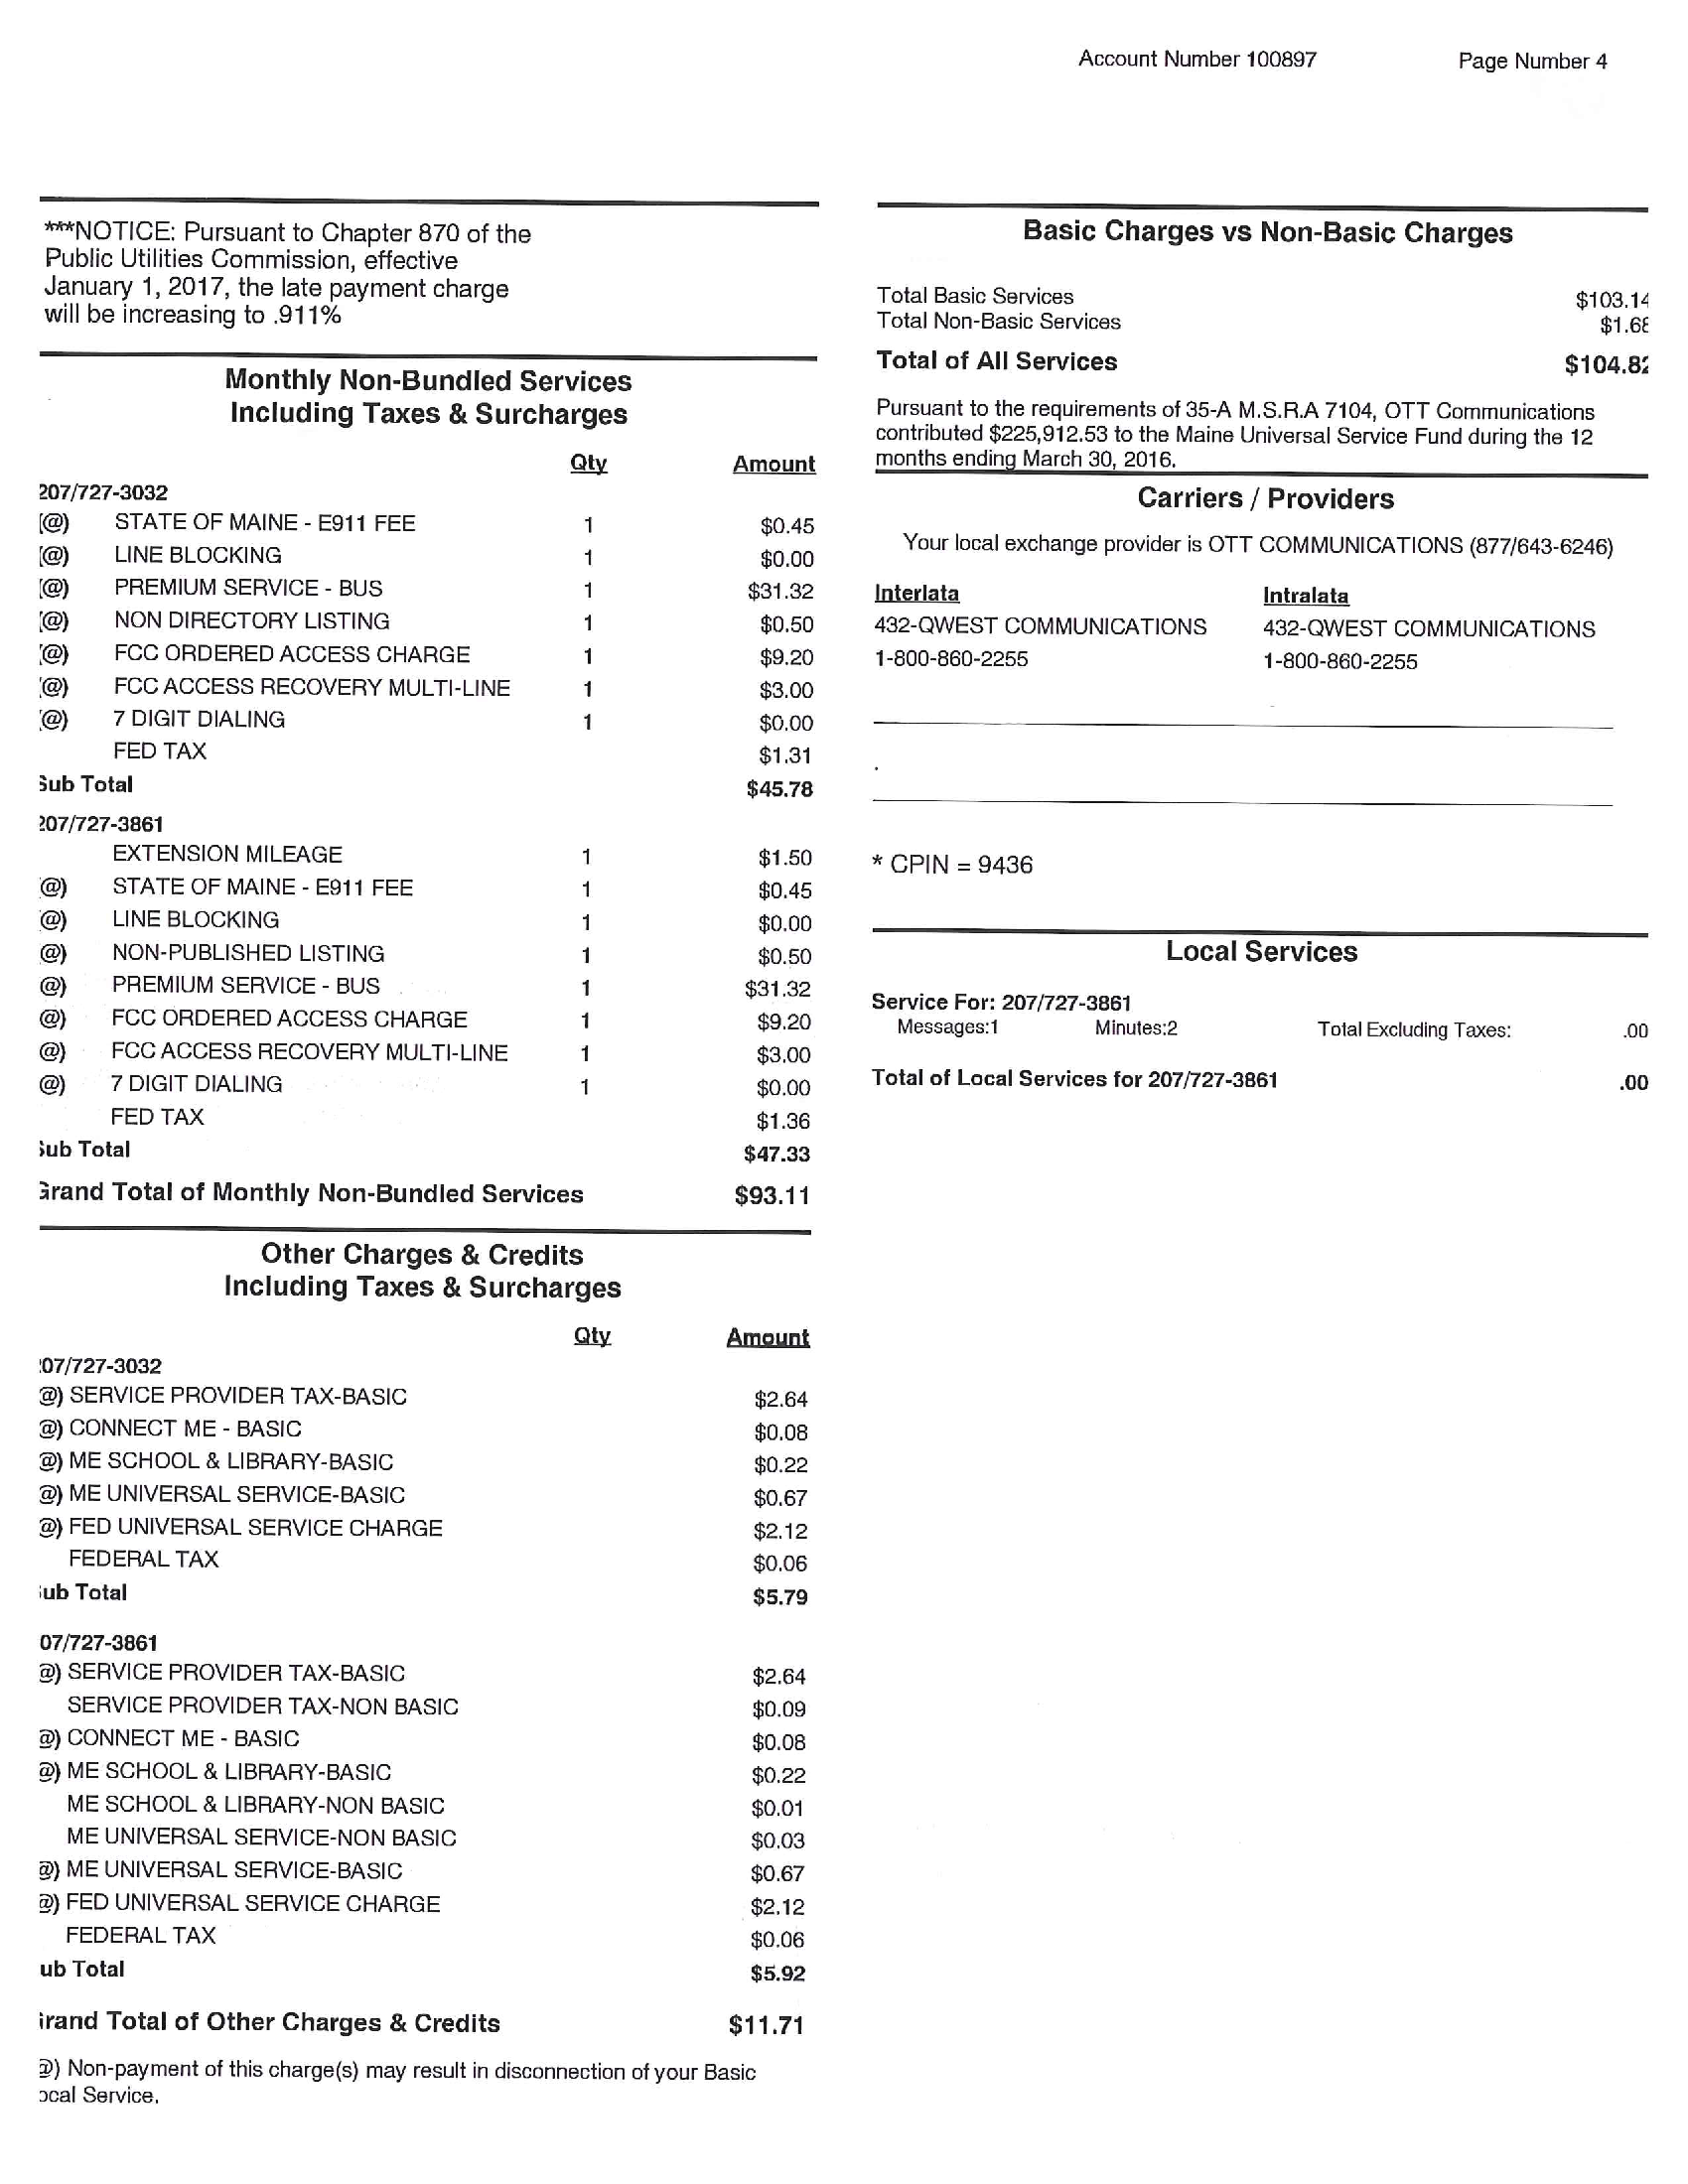 Account Number 100897 Page Number 4
***NOTICE: Pursuant to Chapter 870 of the
Public Utilities Commission, effective
January 1, 2017, the late payment charge
will be increasing to .911%
Monthly Non-Bundled Services
Including Taxes & Surcharges
Qty Amount
207/727-3032
(@) STATE OF MAINE - E911 FEE 1 $0.45
(@) LINE BLOCKING 1 $0.00
(@) PREMIUM SERVICE - BUS 1 $31.32
(@) NON DIRECTORY LISTING 1 $0.50
(@) FCC ORDERED ACCESS CHARGE 1 $9.20
(@) FCC ACCESS RECOVERY MULTI-LINE 1 $3.00
(@) 7 DIGIT DIALING 1 $0.00
FED TAX $1.31
Sub Total $45.78
207/727-3861
EXTENSION MILEAGE 1 $1.50
@) STATE OF MAINE - E911 FEE 1 $0.45
@) LINE BLOCKING 1 $0.00
@) NON-PUBLISHED LISTING 1 $0.50
@) PREMIUM SERVICE - BUS 1 $31.32
@) FCC ORDERED ACCESS CHARGE 1 $9.20
@) FCC ACCESS RECOVERY MULTI-LINE 1 $3.00
@) 7 DIGIT DIALING 1 $0.00
FED TAX $1.36
Sub Total $47.33
Grand Total of Monthly Non-Bundled Services $93.11
Other Charges & Credits
Including Taxes & Surcharges
Qty Amount
07/727-3032
@) SERVICE PROVIDER TAX-BASIC $2.64
@) CONNECT ME - BASIC $0.08
@) ME SCHOOL & LIBRARY-BASIC $0.22
@) ME UNIVERSAL SERVICE-BASIC $0.67
@) FED UNIVERSAL SERVICE CHARGE $2.12
FEDERAL TAX $0.06
ub Total $5.79
07/727-3861
@) SERVICE PROVIDER TAX-BASIC $2.64
SERVICE PROVIDER TAX-NON BASIC $0.09
@) CONNECT ME - BASIC $0.08
@) ME SCHOOL & LIBRARY-BASIC $0.22
ME SCHOOL & LIBRARY-NON BASIC $0.01
ME UNIVERSAL SERVICE-NON BASIC $0.03
@) ME UNIVERSAL SERVICE-BASIC $0.67
@) FED UNIVERSAL SERVICE CHARGE $2.12
FEDERAL TAX $0.06
ub Total $5.92
rand Total of Other Charges & Credits $11.71
@) Non-payment of this charge(s) may result in disconnection of your Basic
ocal Service.
Basic Charges vs Non-Basic Charges
Total Basic Services $103.14
Total Non-Basic Services $1.68
Total of All Services $104.82
Pursuant to the requirements of 35-A M.S.R.A 7104, OTT Communications
contributed $225,912.53 to the Maine Universal Service Fund during the 12
months ending March 30, 2016.
Carriers / Providers
Your local exchange provider is OTT COMMUNICATIONS (877/643-6246)
Interlata Intralata
432-QWEST COMMUNICATIONS 432-QWEST COMMUNICATIONS
1-800-860-2255 1-800-860-2255
* CPIN = 9436
Local Services
Service For: 207/727-3861
Messages:1 Minutes:2 Total Excluding Taxes: .00
Total of Local Services for 207/727-3861 .00